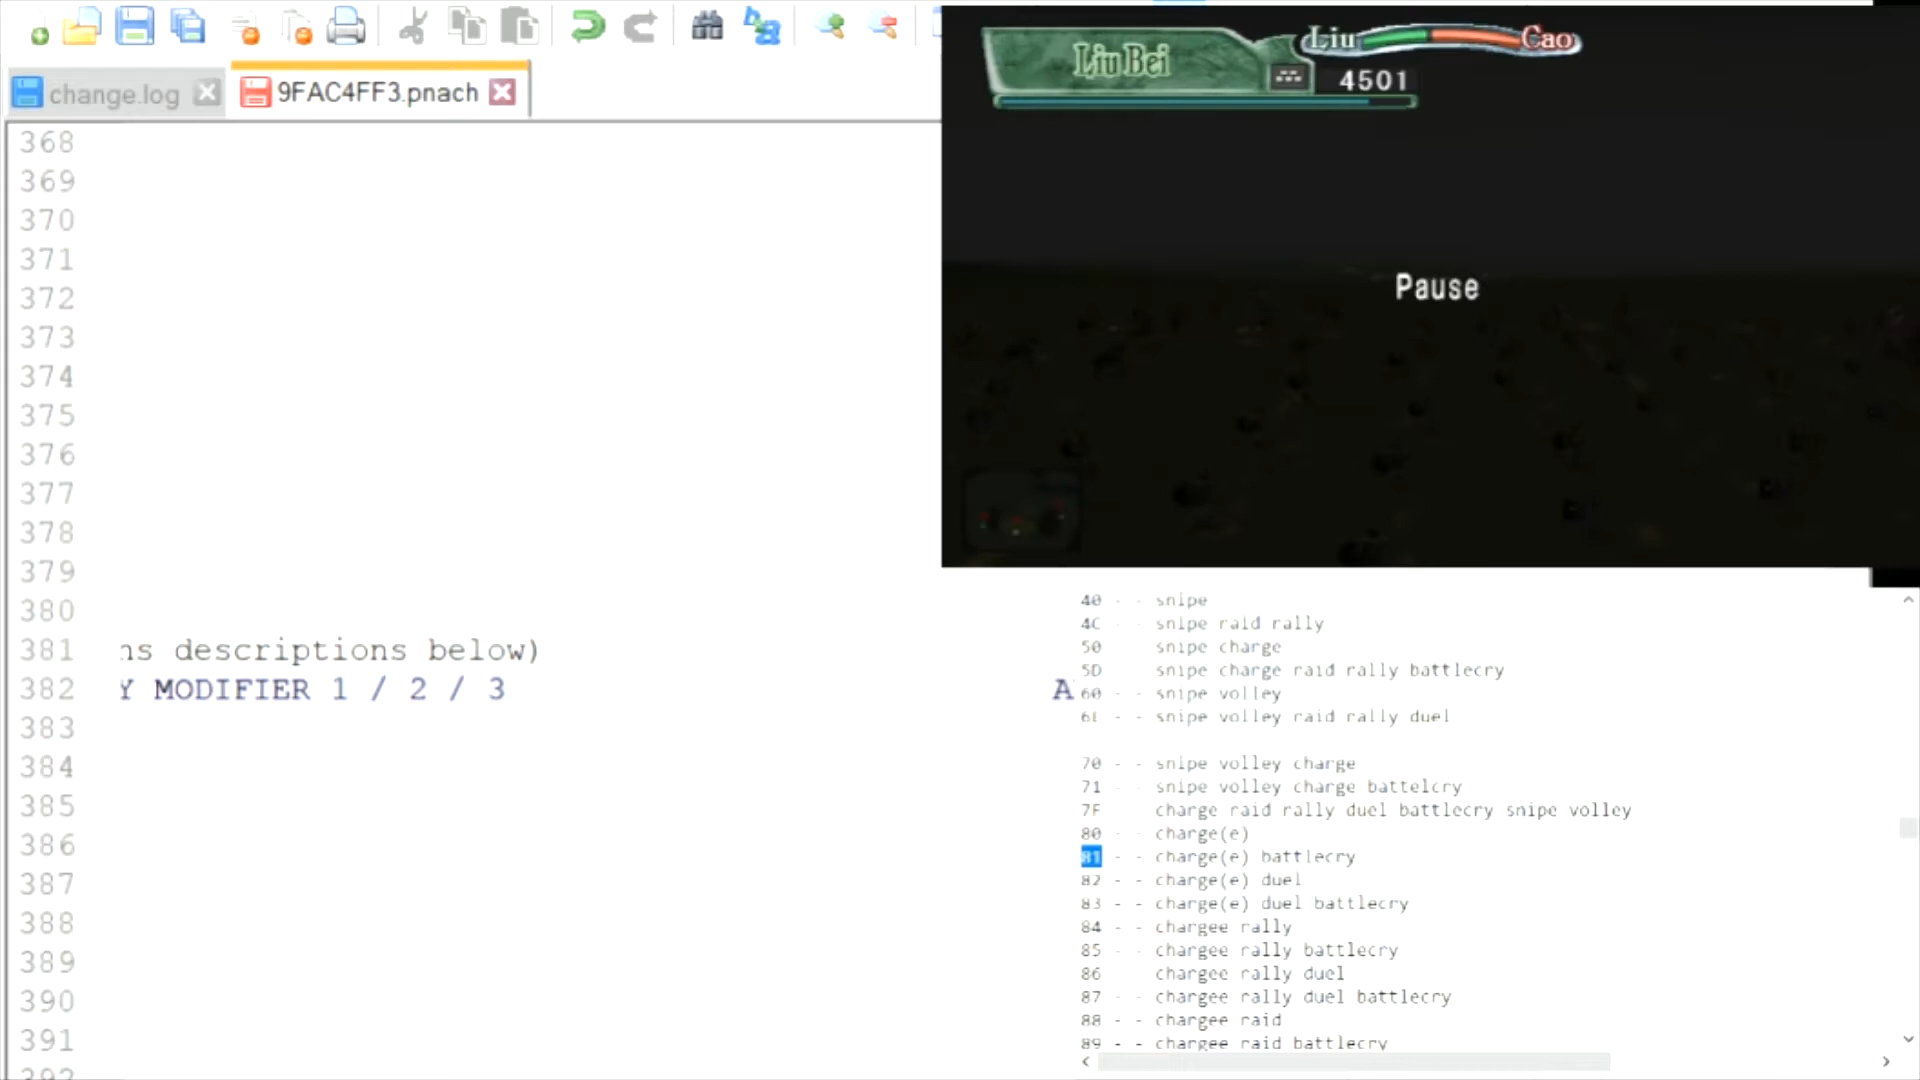 change.log
9FAC4FF3.pnach
368
369
370
371
372
373
374
375
376
377
378
379
380
381 ns descriptions below)
382 Y MODIFIER 1 / 2 / 3 A
383
384
385
386
387
388
389
390
391
392
Liu Bei
Liu Cao
4501
Pause
40 - - snipe
4C - - snipe raid rally
50 snipe charge
5D snipe charge raid rally battlecry
60 - - snipe volley
6E - - snipe volley raid rally duel
70 - - snipe volley charge
71 - - snipe volley charge battelcry
7F charge raid rally duel battlecry snipe volley
80 - - charge(e)
81 - - charge(e) battlecry
82 - - charge(e) duel
83 - - charge(e) duel battlecry
84 - - chargee rally
85 - - chargee rally battlecry
86 chargee rally duel
87 - - chargee rally duel battlecry
88 - - chargee raid
89 - - chargee raid battlecry